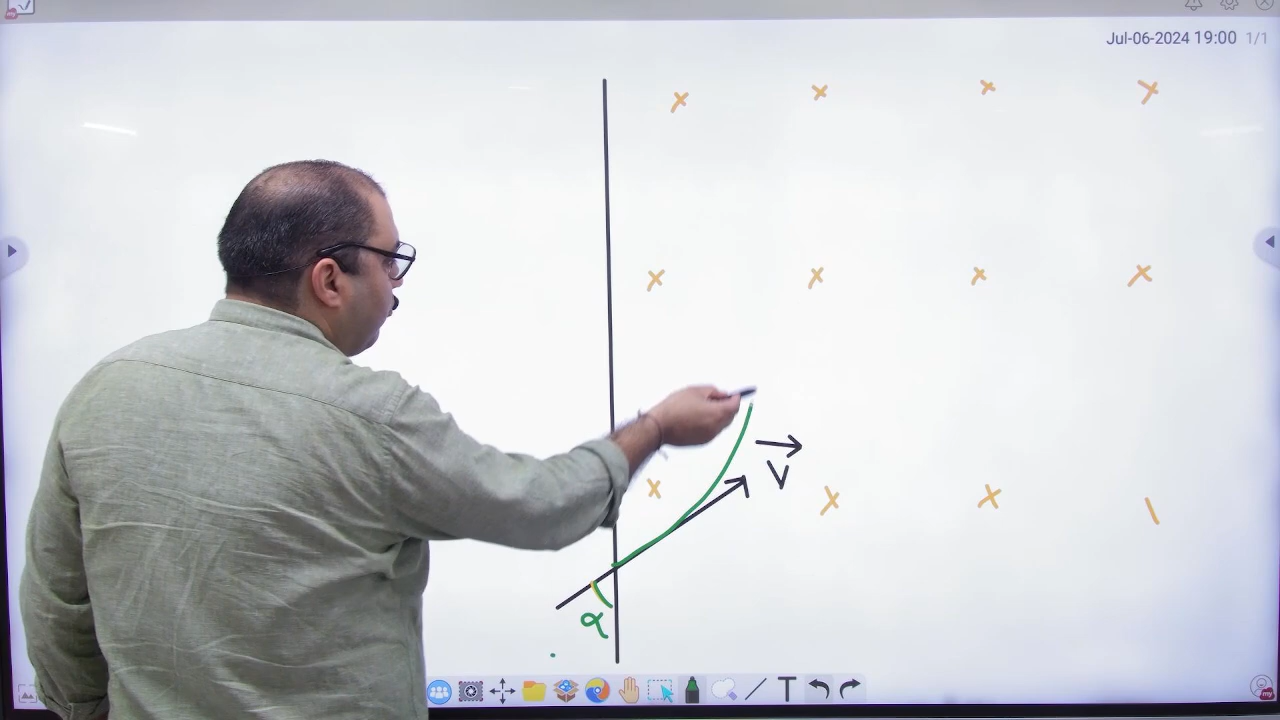 Jul-06-2024 19:00 1/1
× × × ×
× × × ×
V
× × ×
α
T